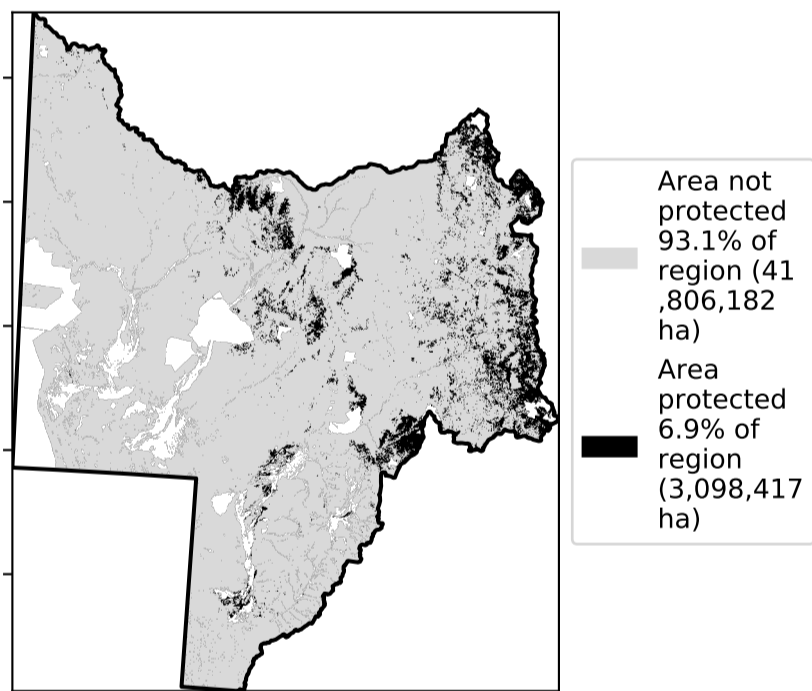 Area not
protected
93.1% of
region (41
,806,182
ha)
Area
protected
6.9% of
region
(3,098,417
ha)